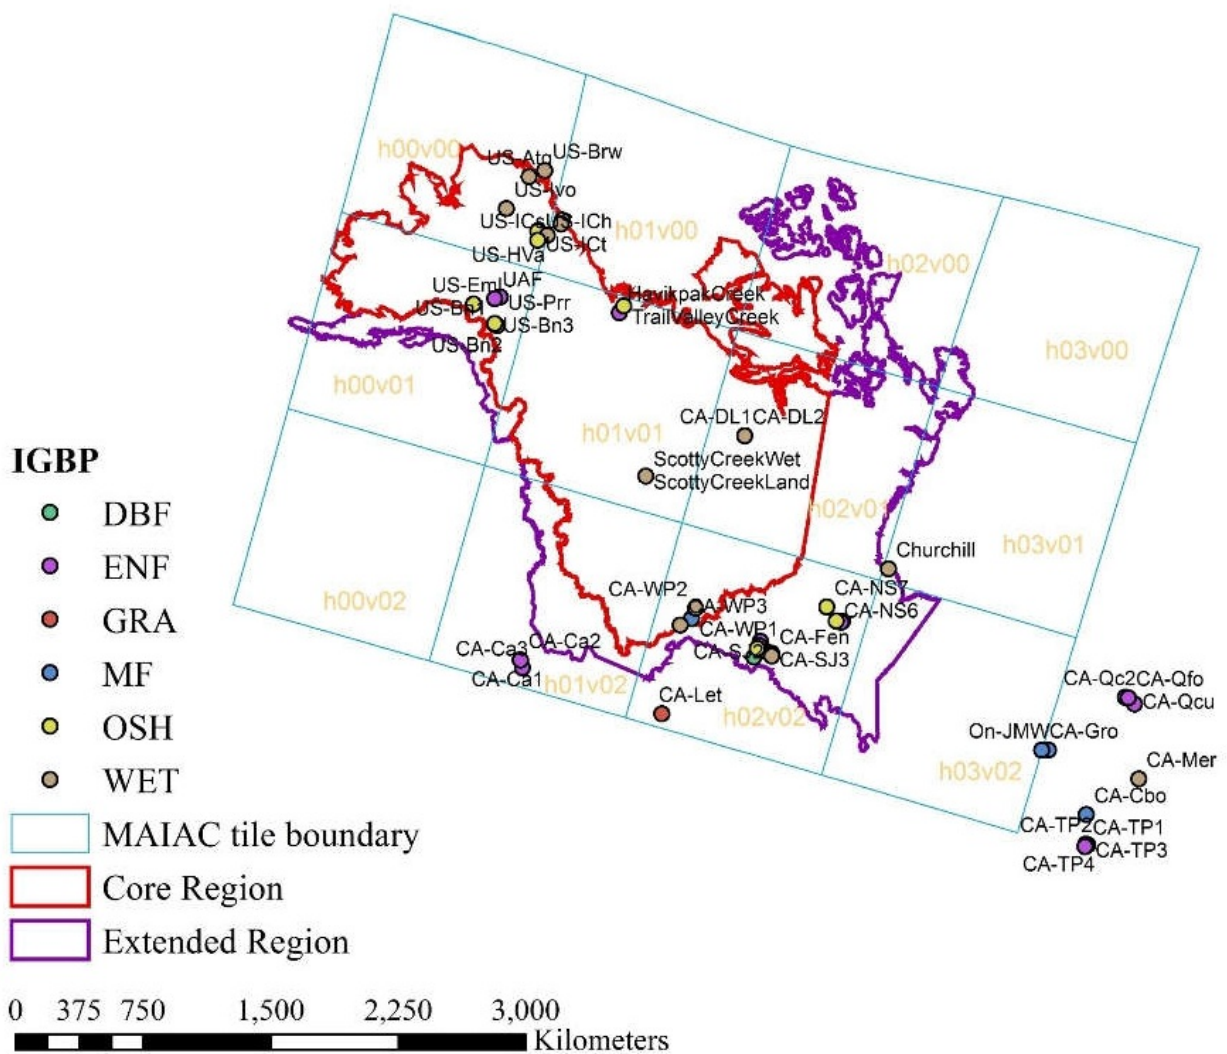 h00v00
US-Atq US-Brw
US-Ivo
US-ICs US-ICh
h01v00
US-ICt
US-HVa
h02v00
US-Eml UAF
HavikpakCreek
US-Bn1 US-Prr
TrailValleyCreek
US-Bn3
US-Bn2
h03v00
h00v01
CA-DL1 CA-DL2
h01v01
IGBP
ScottyCreekWet
ScottyCreekLand
DBF
h02v01
h03v01
Churchill
ENF
CA-WP2
CA-NS7
h00v02
CA-WP3
CA-NS6
GRA
CA-WP1
CA-Fen
CA-Ca3 CA-Ca2
CA-SJ3
CA-Ca1
h01v02
MF
CA-Qc2 CA-Qfo
CA-Let
CA-Qcu
h02v02
OSH
On-JMW CA-Gro
CA-Mer
h03v02
WET
CA-Cbo
MAIAC tile boundary
CA-TP2 CA-TP1
CA-TP3
CA-TP4
Core Region
Extended Region
0 375 750 1,500 2,250 3,000
Kilometers